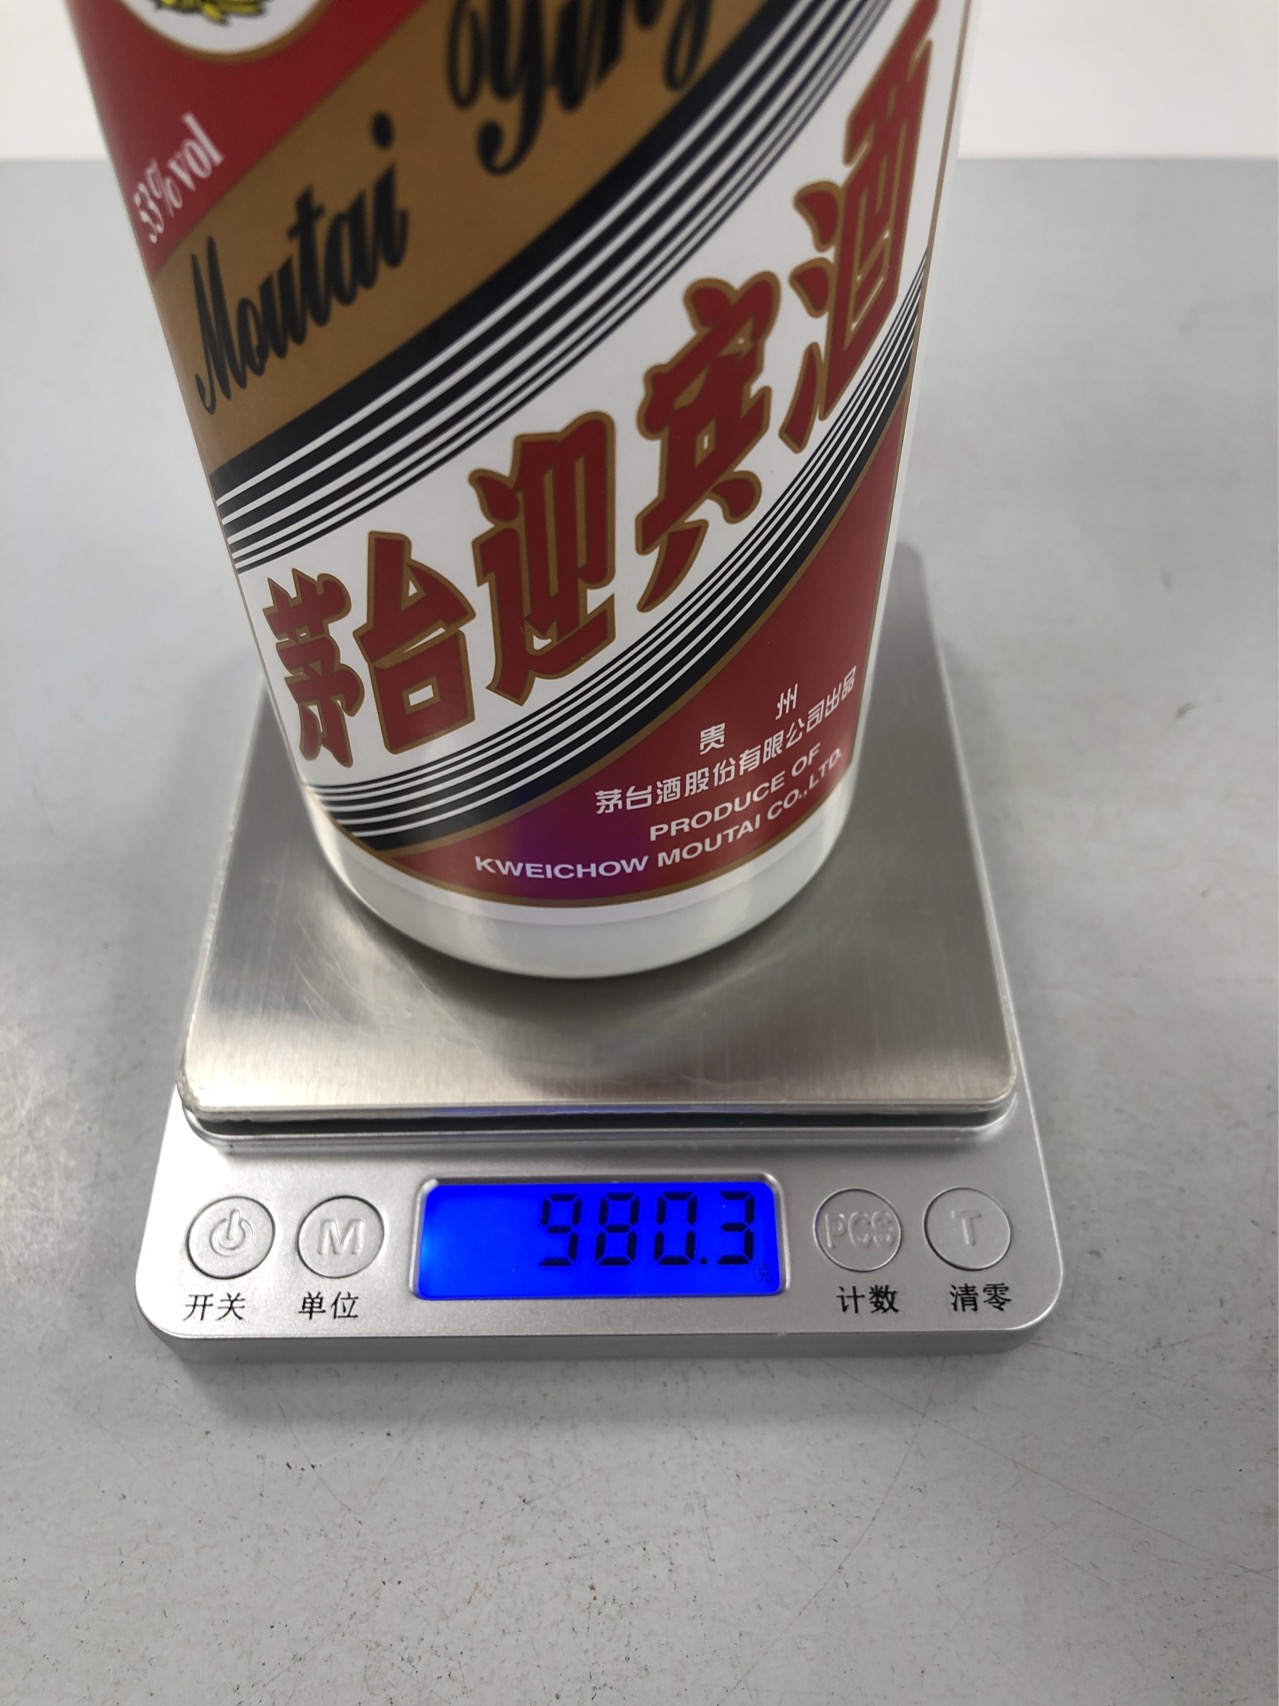 53%vol
Moutai Ying
茅台迎宾酒
贵州
茅台酒股份有限公司出品
PRODUCE OF
KWEICHOW MOUTAI CO.,LTD.
980.3
克
M
PCS
T
开关
单位
计数
清零